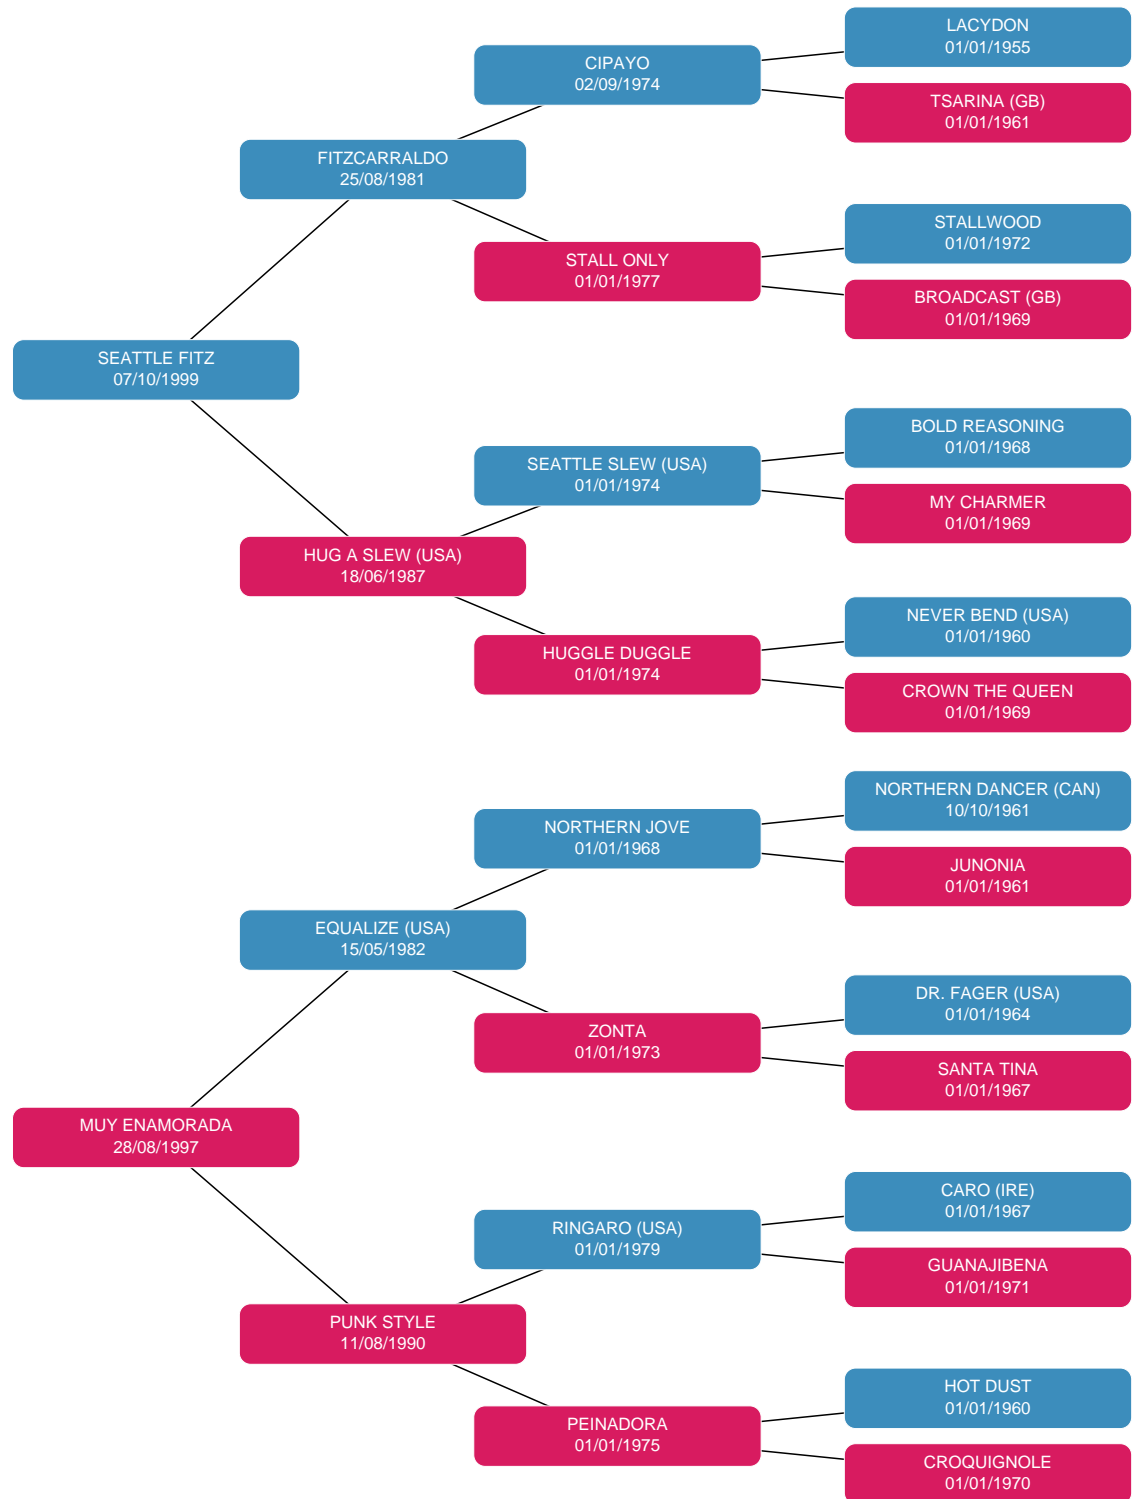 LACYDON
01/01/1955
CIPAYO
02/09/1974
TSARINA (GB)
01/01/1961
FITZCARRALDO
25/08/1981
STALLWOOD
01/01/1972
STALL ONLY
01/01/1977
BROADCAST (GB)
01/01/1969
SEATTLE FITZ
07/10/1999
BOLD REASONING
01/01/1968
SEATTLE SLEW (USA)
01/01/1974
MY CHARMER
01/01/1969
HUG A SLEW (USA)
18/06/1987
NEVER BEND (USA)
01/01/1960
HUGGLE DUGGLE
01/01/1974
CROWN THE QUEEN
01/01/1969
NORTHERN DANCER (CAN)
10/10/1961
NORTHERN JOVE
01/01/1968
JUNONIA
01/01/1961
EQUALIZE (USA)
15/05/1982
DR. FAGER (USA)
01/01/1964
ZONTA
01/01/1973
SANTA TINA
01/01/1967
MUY ENAMORADA
28/08/1997
CARO (IRE)
01/01/1967
RINGARO (USA)
01/01/1979
GUANAJIBENA
01/01/1971
PUNK STYLE
11/08/1990
HOT DUST
01/01/1960
PEINADORA
01/01/1975
CROQUIGNOLE
01/01/1970